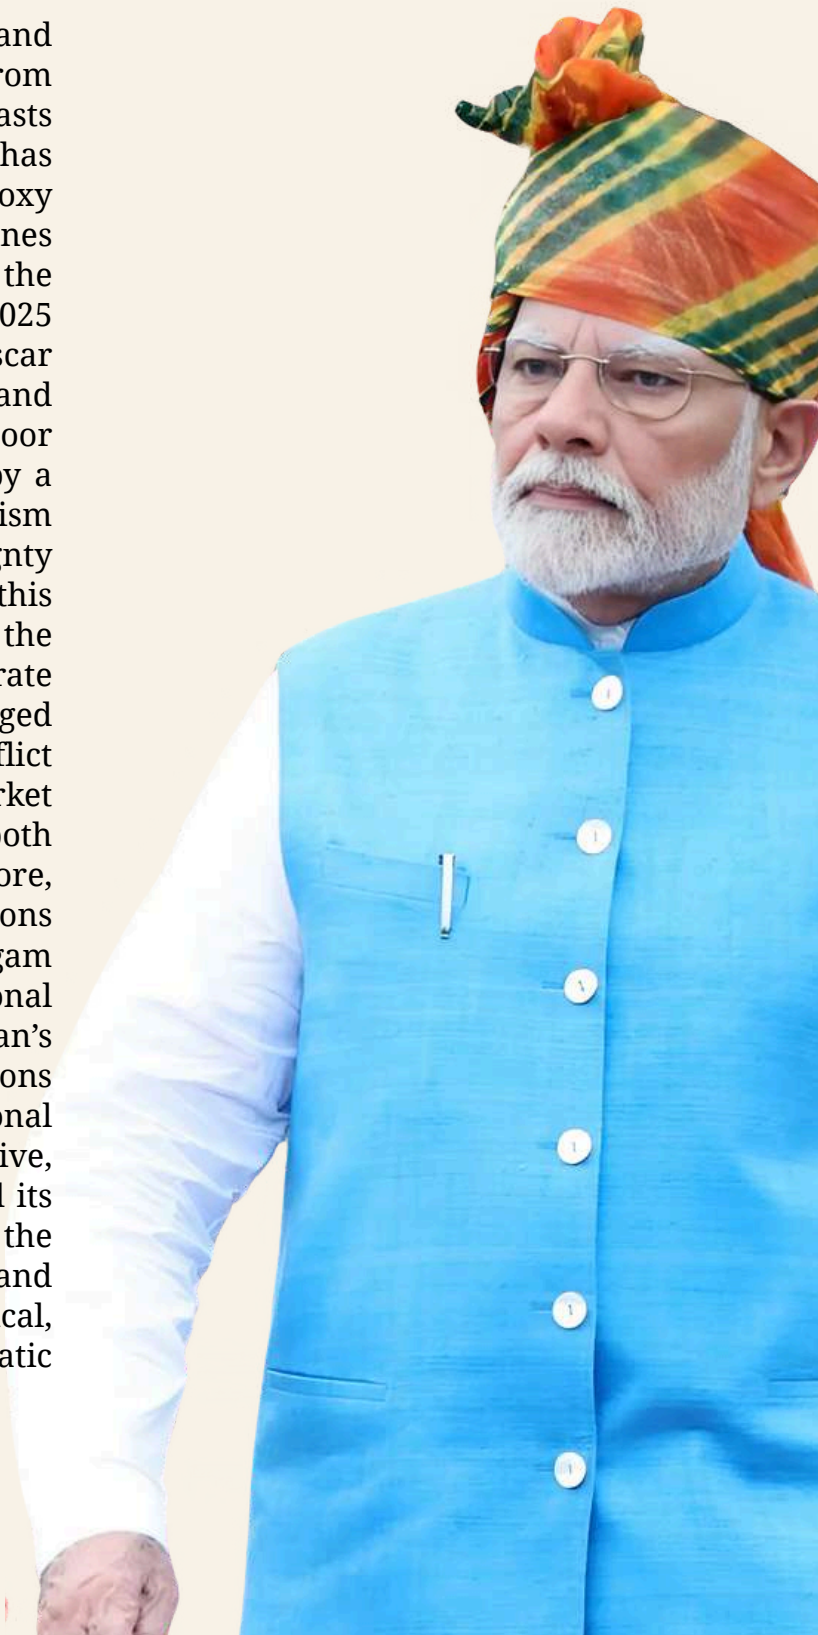 and
rom
asts
has
oxy
nes
the
025
scar
and
oor
by a
ism
gnty
this
the
rate
ged
flict
rket
both
ore,
ons
gam
onal
an’s
ons
onal
ive,
l its
the
and
cal,
atic